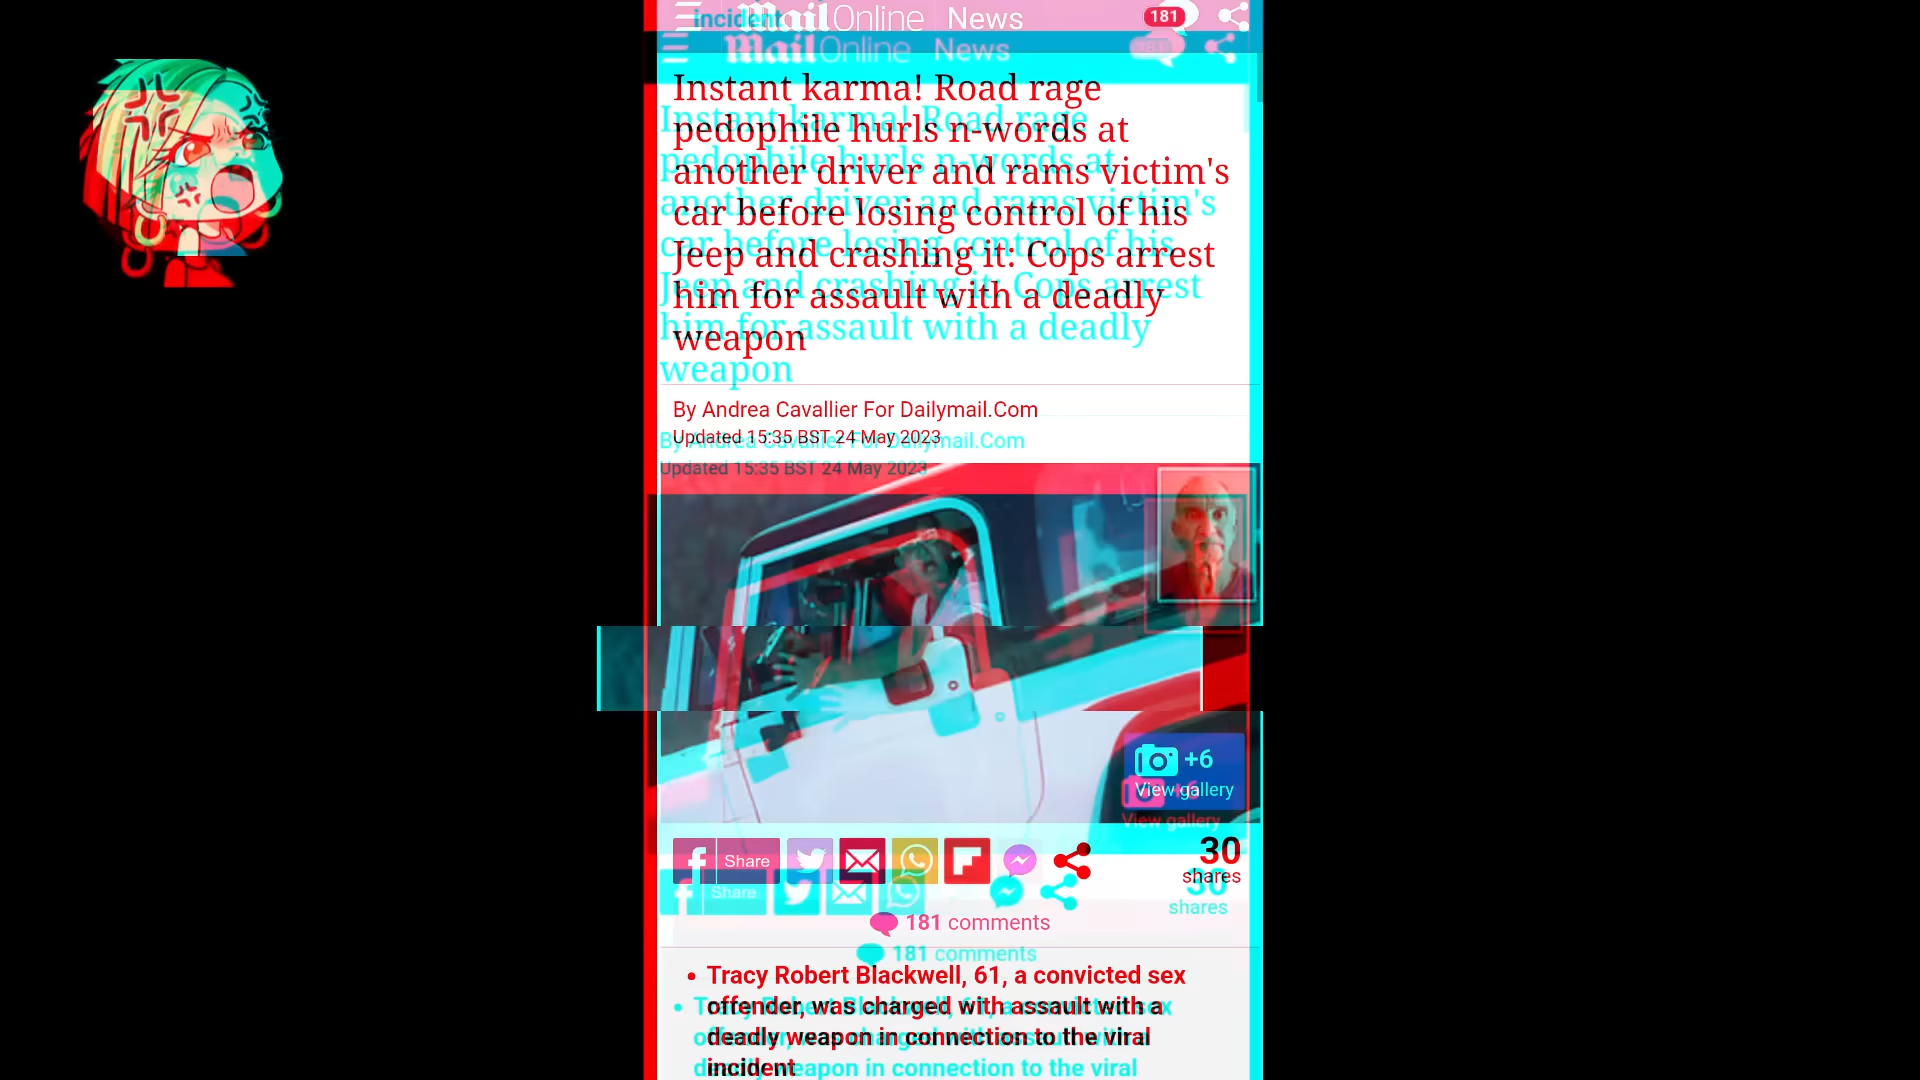 incident
MailOnline News 181
MailOnline News
Instant karma! Road rage
pedophile hurls n-words at
another driver and rams victim's
car before losing control of his
Jeep and crashing it: Cops arrest
him for assault with a deadly
weapon
By Andrea Cavallier For Dailymail.Com
Updated 15:35 BST 24 May 2023
+6
View gallery
Share
30
shares
181 comments
• Tracy Robert Blackwell, 61, a convicted sex
offender, was charged with assault with a
deadly weapon in connection to the viral
incident